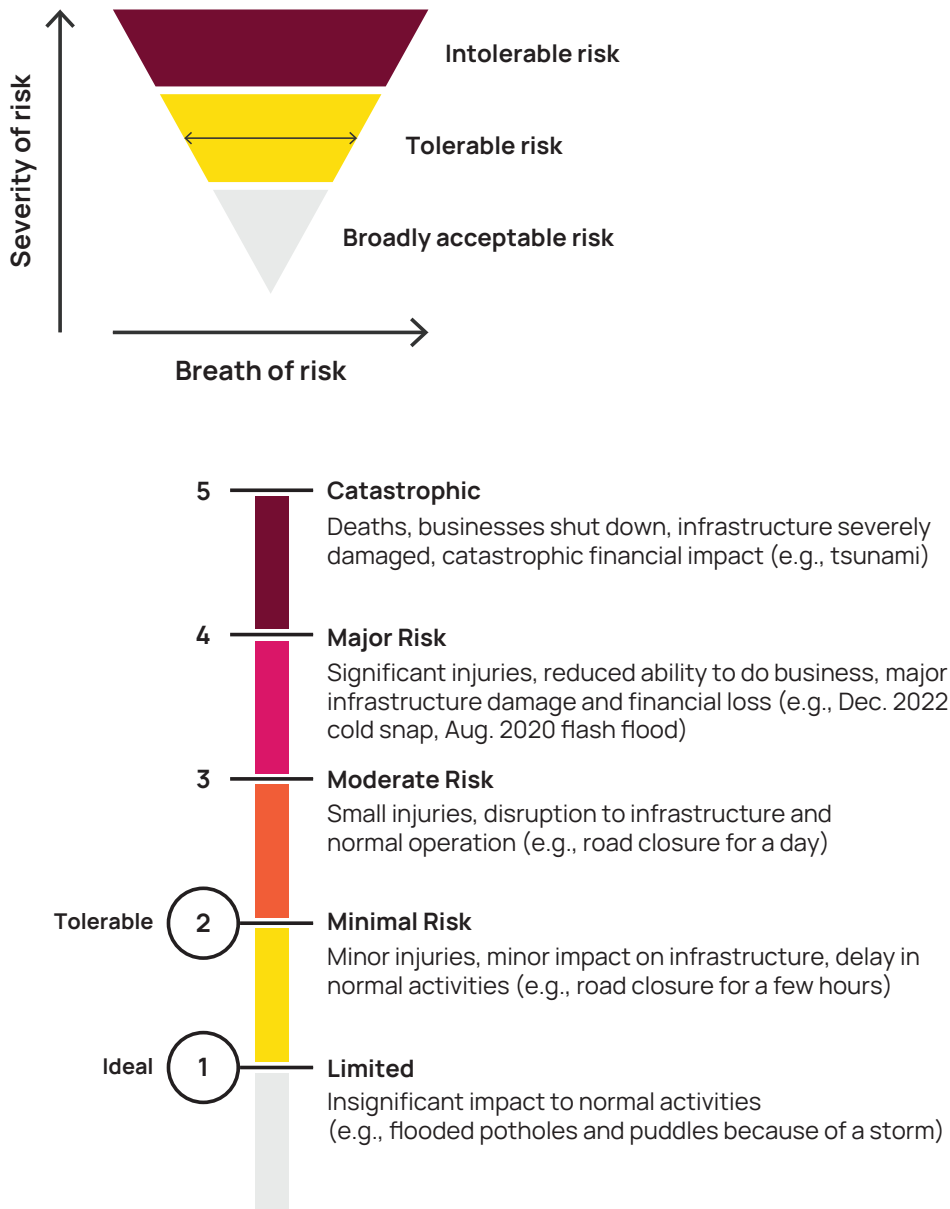 Severity of risk
Intolerable risk
Tolerable risk
Broadly acceptable risk
Breath of risk
5
Catastrophic
Deaths, businesses shut down, infrastructure severely
damaged, catastrophic financial impact (e.g., tsunami)
4
Major Risk
Significant injuries, reduced ability to do business, major
infrastructure damage and financial loss (e.g., Dec. 2022
cold snap, Aug. 2020 flash flood)
3
Moderate Risk
Small injuries, disruption to infrastructure and
normal operation (e.g., road closure for a day)
Tolerable
2
Minimal Risk
Minor injuries, minor impact on infrastructure, delay in
normal activities (e.g., road closure for a few hours)
Ideal
1
Limited
Insignificant impact to normal activities
(e.g., flooded potholes and puddles because of a storm)